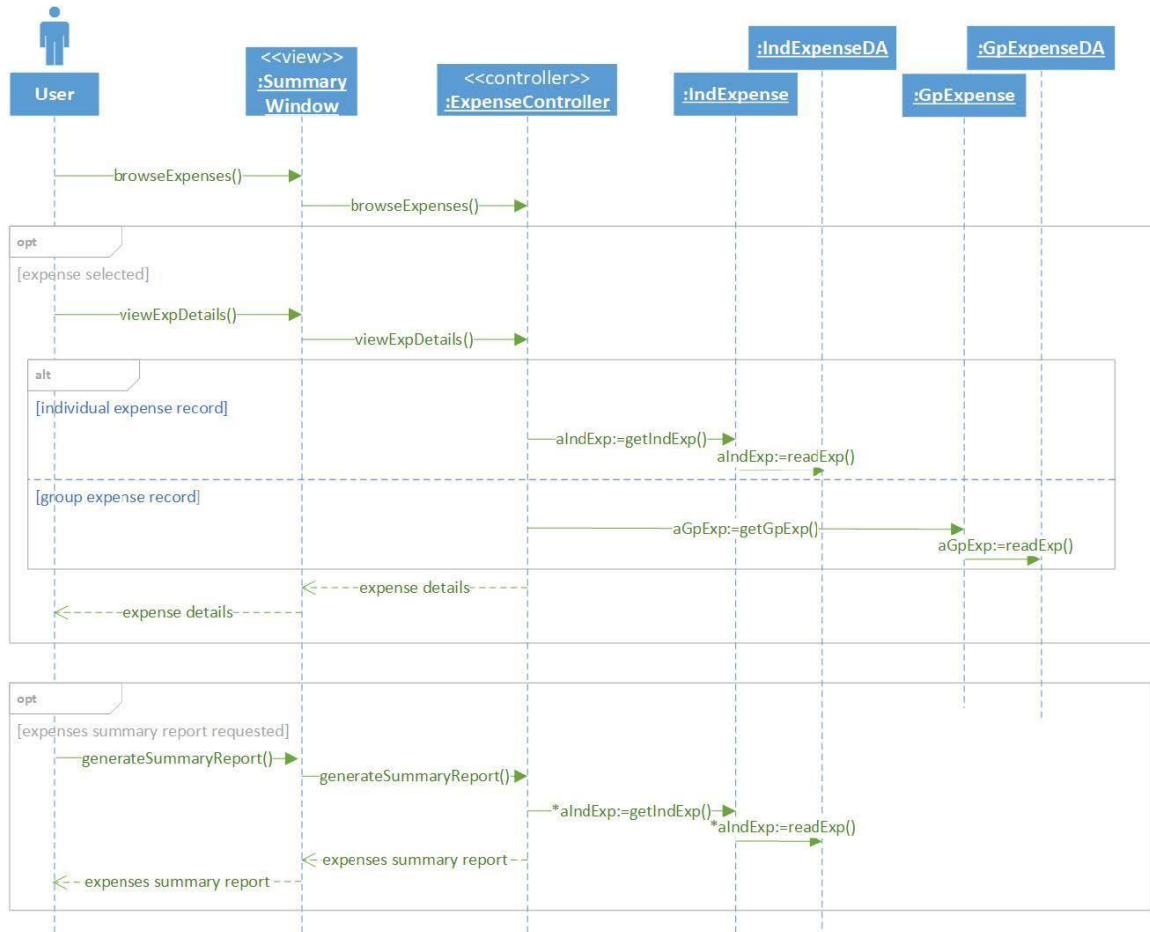 User
<<view>>
:Summary
Window
<<controller>>
:ExpenseController
:IndExpense
:IndExpenseDA
:GpExpense
:GpExpenseDA
browseExpenses()
browseExpenses()
opt
[expense selected]
viewExpDetails()
viewExpDetails()
alt
[individual expense record]
aIndExp:=getIndExp()
aIndExp:=readExp()
[group expense record]
aGpExp:=getGpExp()
aGpExp:=readExp()
expense details
expense details
opt
[expenses summary report requested]
generateSummaryReport()
generateSummaryReport()
*aIndExp:=getIndExp()
*aIndExp:=readExp()
expenses summary report
expenses summary report